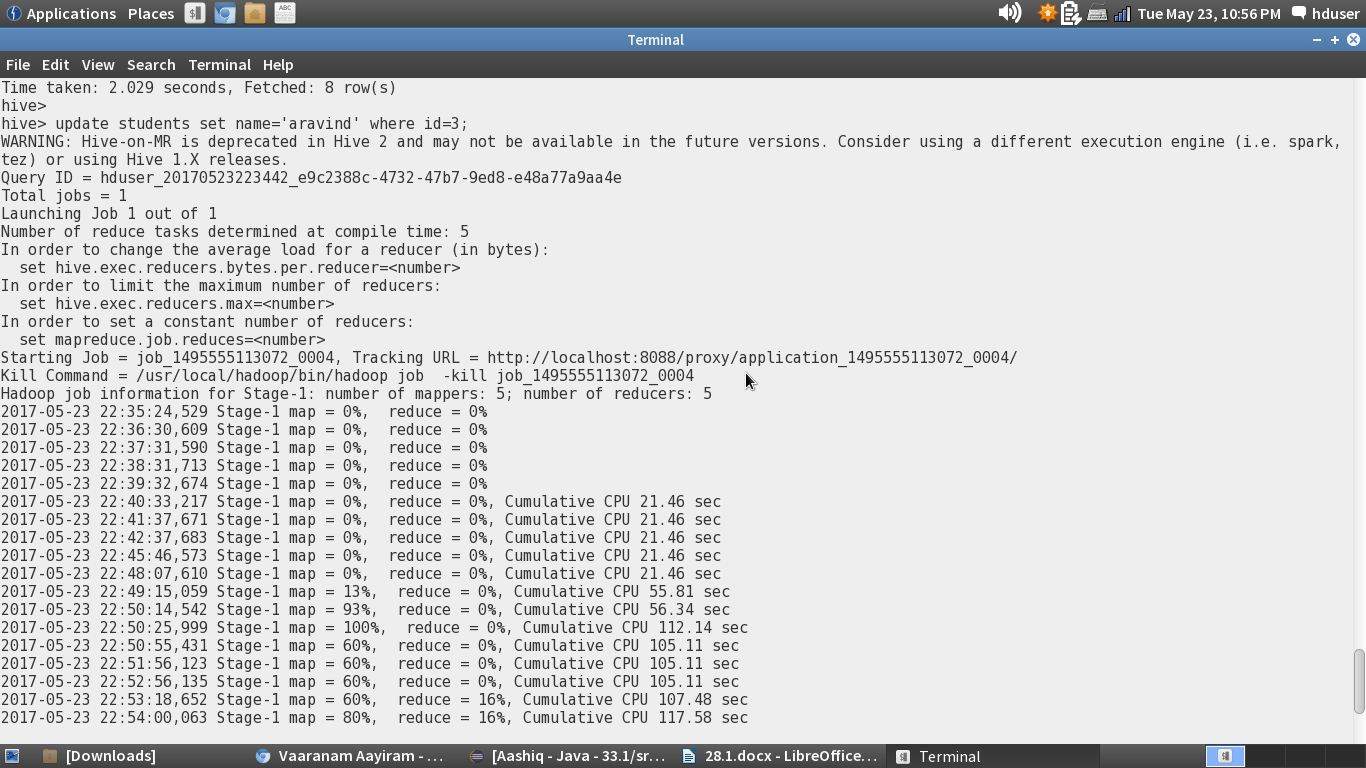 Applications Places Tue May 23, 10:56 PM hduser
Terminal
File Edit View Search Terminal Help
Time taken: 2.029 seconds, Fetched: 8 row(s)
hive>
hive> update students set name='aravind' where id=3;
WARNING: Hive-on-MR is deprecated in Hive 2 and may not be available in the future versions. Consider using a different execution engine (i.e. spark,
tez) or using Hive 1.X releases.
Query ID = hduser_20170523223442_e9c2388c-4732-47b7-9ed8-e48a77a9aa4e
Total jobs = 1
Launching Job 1 out of 1
Number of reduce tasks determined at compile time: 5
In order to change the average load for a reducer (in bytes):
  set hive.exec.reducers.bytes.per.reducer=<number>
In order to limit the maximum number of reducers:
  set hive.exec.reducers.max=<number>
In order to set a constant number of reducers:
  set mapreduce.job.reduces=<number>
Starting Job = job_1495555113072_0004, Tracking URL = http://localhost:8088/proxy/application_1495555113072_0004/
Kill Command = /usr/local/hadoop/bin/hadoop job  -kill job_1495555113072_0004
Hadoop job information for Stage-1: number of mappers: 5; number of reducers: 5
2017-05-23 22:35:24,529 Stage-1 map = 0%,  reduce = 0%
2017-05-23 22:36:30,609 Stage-1 map = 0%,  reduce = 0%
2017-05-23 22:37:31,590 Stage-1 map = 0%,  reduce = 0%
2017-05-23 22:38:31,713 Stage-1 map = 0%,  reduce = 0%
2017-05-23 22:39:32,674 Stage-1 map = 0%,  reduce = 0%
2017-05-23 22:40:33,217 Stage-1 map = 0%,  reduce = 0%, Cumulative CPU 21.46 sec
2017-05-23 22:41:37,671 Stage-1 map = 0%,  reduce = 0%, Cumulative CPU 21.46 sec
2017-05-23 22:42:37,683 Stage-1 map = 0%,  reduce = 0%, Cumulative CPU 21.46 sec
2017-05-23 22:45:46,573 Stage-1 map = 0%,  reduce = 0%, Cumulative CPU 21.46 sec
2017-05-23 22:48:07,610 Stage-1 map = 0%,  reduce = 0%, Cumulative CPU 21.46 sec
2017-05-23 22:49:15,059 Stage-1 map = 13%,  reduce = 0%, Cumulative CPU 55.81 sec
2017-05-23 22:50:14,542 Stage-1 map = 93%,  reduce = 0%, Cumulative CPU 56.34 sec
2017-05-23 22:50:25,999 Stage-1 map = 100%,  reduce = 0%, Cumulative CPU 112.14 sec
2017-05-23 22:50:55,431 Stage-1 map = 60%,  reduce = 0%, Cumulative CPU 105.11 sec
2017-05-23 22:51:56,123 Stage-1 map = 60%,  reduce = 0%, Cumulative CPU 105.11 sec
2017-05-23 22:52:56,135 Stage-1 map = 60%,  reduce = 0%, Cumulative CPU 105.11 sec
2017-05-23 22:53:18,652 Stage-1 map = 60%,  reduce = 16%, Cumulative CPU 107.48 sec
2017-05-23 22:54:00,063 Stage-1 map = 80%,  reduce = 16%, Cumulative CPU 117.58 sec
[Downloads] Vaaranam Aayiram - ... [Aashiq - Java - 33.1/sr... 28.1.docx - LibreOffice... Terminal